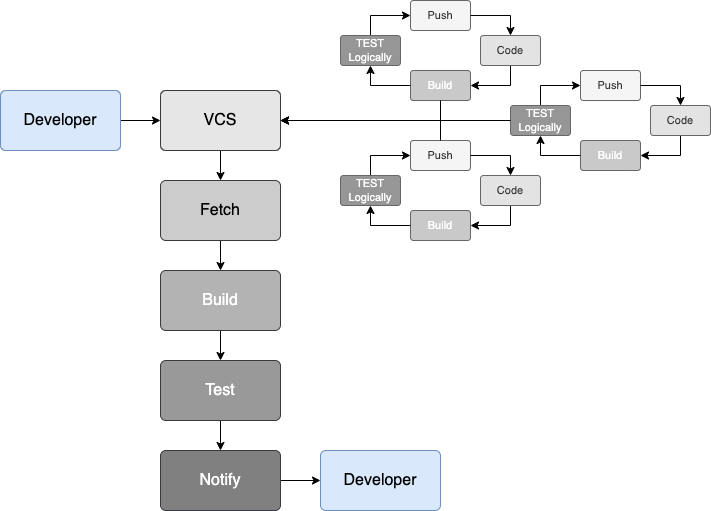 Push
TEST
Logically
Code
Build
Push
TEST
Logically
Code
Build
Developer
VCS
Push
TEST
Logically
Code
Build
Fetch
Build
Test
Notify
Developer